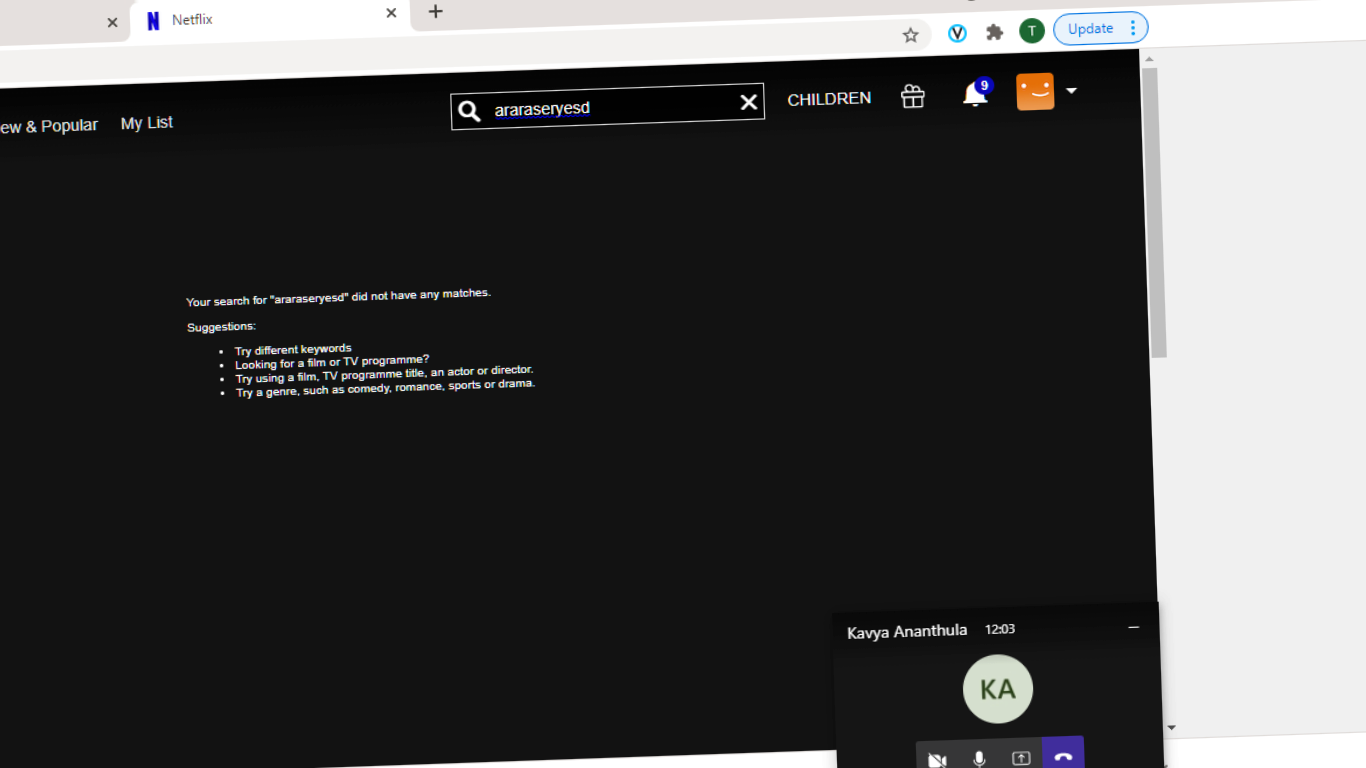 Netflix
T
Update
ew & Popular
My List
araraseryesd
CHILDREN
9
Your search for "araraseryesd" did not have any matches.
Suggestions:
Try different keywords
Looking for a film or TV programme?
Try using a film, TV programme title, an actor or director.
Try a genre, such as comedy, romance, sports or drama.
Kavya Ananthula 12:03
KA